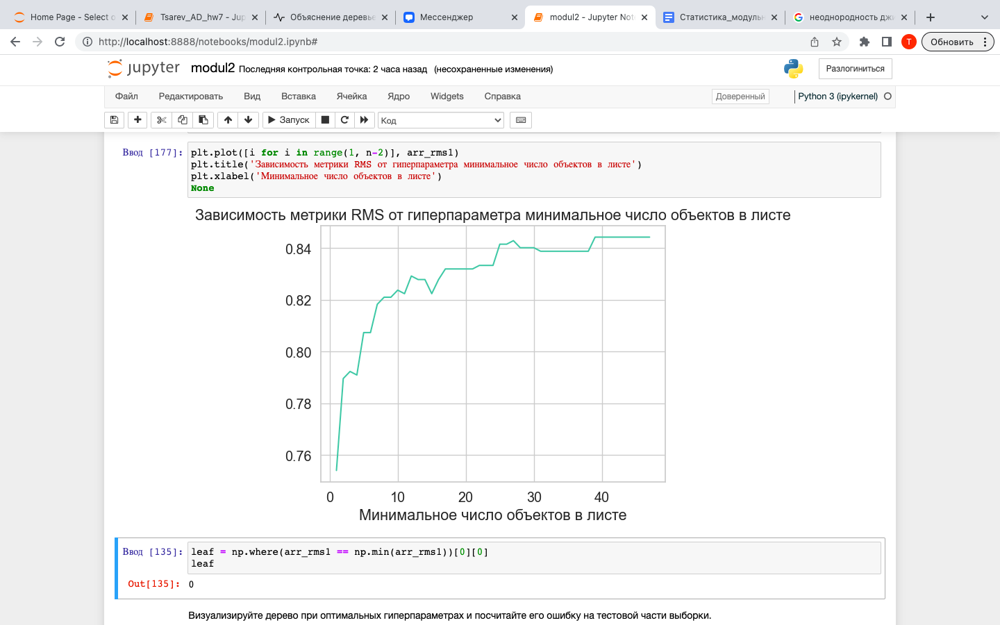 Home Page - Select o
Tsarev_AD_hw7 - Jup
Объяснение деревье
Мессенджер
modul2 - Jupyter Not
Статистика_модульн
неоднородность джи
http://localhost:8888/notebooks/modul2.ipynb#
T
Обновить
jupyter
modul2 Последняя контрольная точка: 2 часа назад (несохраненные изменения)
Разлогиниться
Файл Редактировать Вид Вставка Ячейка Ядро Widgets Справка
Доверенный
Python 3 (ipykernel)
Запуск
Код
Ввод [177]:
plt.plot([i for i in range(1, n-2)], arr_rms1)
plt.title('Зависимость метрики RMS от гиперпараметра минимальное число объектов в листе')
plt.xlabel('Минимальное число объектов в листе')
None
Зависимость метрики RMS от гиперпараметра минимальное число объектов в листе
0.84
0.82
0.80
0.78
0.76
0 10 20 30 40
Минимальное число объектов в листе
Ввод [135]:
leaf = np.where(arr_rms1 == np.min(arr_rms1))[0][0]
leaf
Out[135]: 0
Визуализируйте дерево при оптимальных гиперпараметрах и посчитайте его ошибку на тестовой части выборки.